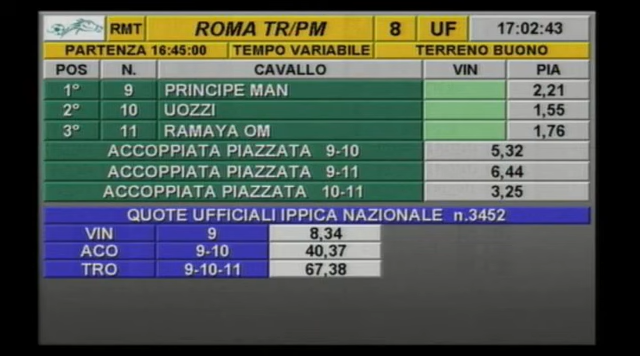 RMT ROMA TR/PM 8 UF 17:02:43
PARTENZA 16:45:00 TEMPO VARIABILE TERRENO BUONO
POS N. CAVALLO VIN PIA
1° 9 PRINCIPE MAN 2,21
2° 10 UOZZI 1,55
3° 11 RAMAYA OM 1,76
ACCOPPIATA PIAZZATA 9-10 5,32
ACCOPPIATA PIAZZATA 9-11 6,44
ACCOPPIATA PIAZZATA 10-11 3,25
QUOTE UFFICIALI IPPICA NAZIONALE n.3452
VIN 9 8,34
ACO 9-10 40,37
TRO 9-10-11 67,38